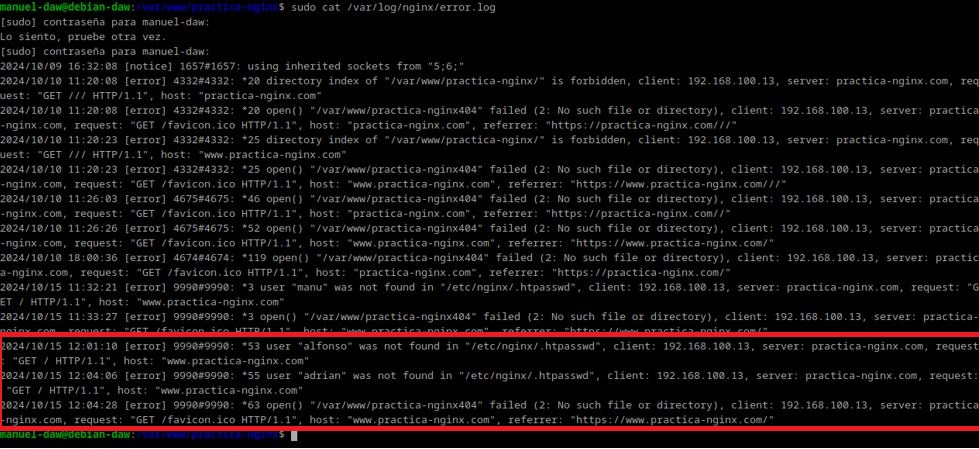 manuel-daw@debian-daw:/var/www/practica-nginx$ sudo cat /var/log/nginx/error.log
[sudo] contraseña para manuel-daw:
Lo siento, pruebe otra vez.
[sudo] contraseña para manuel-daw:
2024/10/09 16:32:08 [notice] 1657#1657: using inherited sockets from "5;6;"
2024/10/10 11:20:08 [error] 4332#4332: *20 directory index of "/var/www/practica-nginx/" is forbidden, client: 192.168.100.13, server: practica-nginx.com, req
uest: "GET /// HTTP/1.1", host: "practica-nginx.com"
2024/10/10 11:20:08 [error] 4332#4332: *20 open() "/var/www/practica-nginx404" failed (2: No such file or directory), client: 192.168.100.13, server: practica
-nginx.com, request: "GET /favicon.ico HTTP/1.1", host: "practica-nginx.com", referrer: "https://practica-nginx.com///"
2024/10/10 11:20:23 [error] 4332#4332: *25 directory index of "/var/www/practica-nginx/" is forbidden, client: 192.168.100.13, server: practica-nginx.com, req
uest: "GET /// HTTP/1.1", host: "www.practica-nginx.com"
2024/10/10 11:20:23 [error] 4332#4332: *25 open() "/var/www/practica-nginx404" failed (2: No such file or directory), client: 192.168.100.13, server: practica
-nginx.com, request: "GET /favicon.ico HTTP/1.1", host: "www.practica-nginx.com", referrer: "https://www.practica-nginx.com///"
2024/10/10 11:26:03 [error] 4675#4675: *46 open() "/var/www/practica-nginx404" failed (2: No such file or directory), client: 192.168.100.13, server: practica
-nginx.com, request: "GET /favicon.ico HTTP/1.1", host: "practica-nginx.com", referrer: "https://practica-nginx.com//"
2024/10/10 11:26:26 [error] 4675#4675: *52 open() "/var/www/practica-nginx404" failed (2: No such file or directory), client: 192.168.100.13, server: practica
-nginx.com, request: "GET /favicon.ico HTTP/1.1", host: "www.practica-nginx.com", referrer: "https://www.practica-nginx.com/"
2024/10/10 18:00:36 [error] 4674#4674: *119 open() "/var/www/practica-nginx404" failed (2: No such file or directory), client: 192.168.100.13, server: practic
a-nginx.com, request: "GET /favicon.ico HTTP/1.1", host: "practica-nginx.com", referrer: "https://practica-nginx.com/"
2024/10/15 11:32:21 [error] 9990#9990: *3 user "manu" was not found in "/etc/nginx/.htpasswd", client: 192.168.100.13, server: practica-nginx.com, request: "G
ET / HTTP/1.1", host: "www.practica-nginx.com"
2024/10/15 11:33:27 [error] 9990#9990: *3 open() "/var/www/practica-nginx404" failed (2: No such file or directory), client: 192.168.100.13, server: practica-
nginx.com, request: "GET /favicon.ico HTTP/1.1", host: "www.practica-nginx.com", referrer: "https://www.practica-nginx.com/"
2024/10/15 12:01:10 [error] 9990#9990: *53 user "alfonso" was not found in "/etc/nginx/.htpasswd", client: 192.168.100.13, server: practica-nginx.com, request
: "GET / HTTP/1.1", host: "www.practica-nginx.com"
2024/10/15 12:04:06 [error] 9990#9990: *55 user "adrian" was not found in "/etc/nginx/.htpasswd", client: 192.168.100.13, server: practica-nginx.com, request:
"GET / HTTP/1.1", host: "www.practica-nginx.com"
2024/10/15 12:04:28 [error] 9990#9990: *63 open() "/var/www/practica-nginx404" failed (2: No such file or directory), client: 192.168.100.13, server: practica
-nginx.com, request: "GET /favicon.ico HTTP/1.1", host: "www.practica-nginx.com", referrer: "https://www.practica-nginx.com/"
manuel-daw@debian-daw:/var/www/practica-nginx$